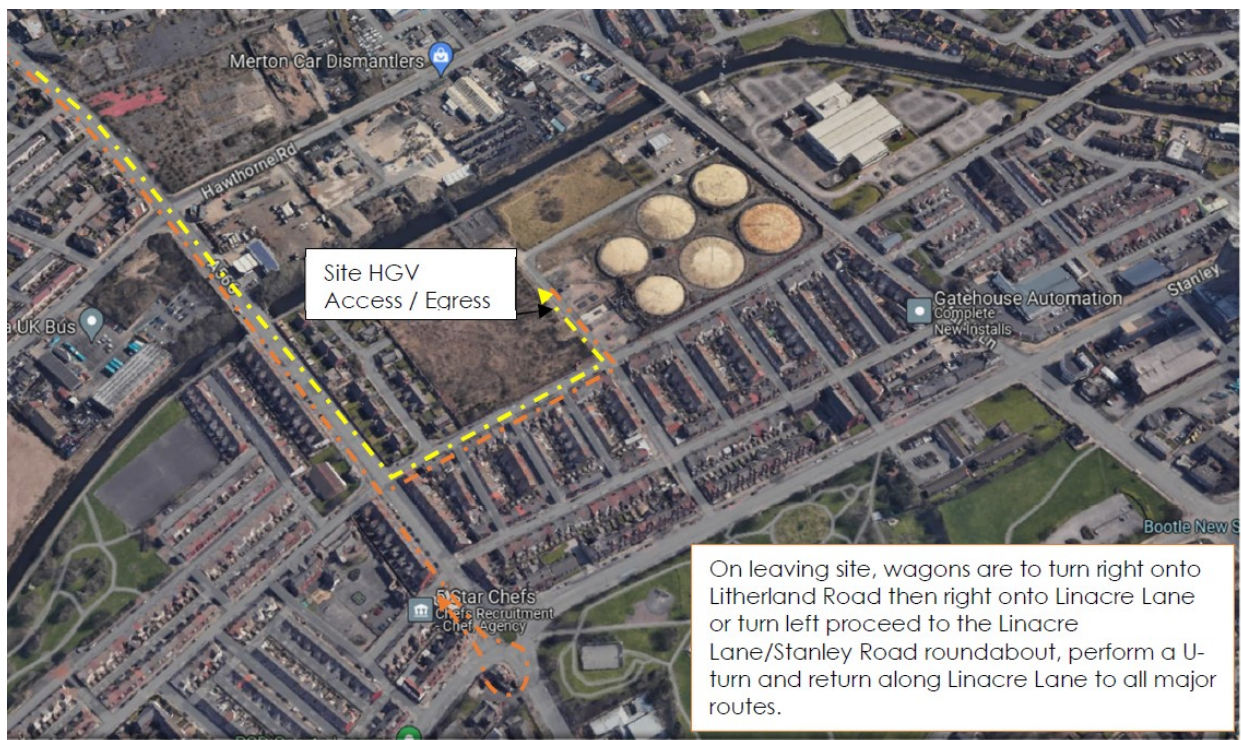 Merton Car Dismantlers
Hawthorne Rd
Site HGV
Access / Egress
a UK Bus
Gatehouse Automation
Complete
New Installs
Stanley
Bootle New S
5 Star Chefs
Chefs Recruitment
- Chef Agency
On leaving site, wagons are to turn right onto
Litherland Road then right onto Linacre Lane
or turn left proceed to the Linacre
Lane/Stanley Road roundabout, perform a U-
turn and return along Linacre Lane to all major
routes.